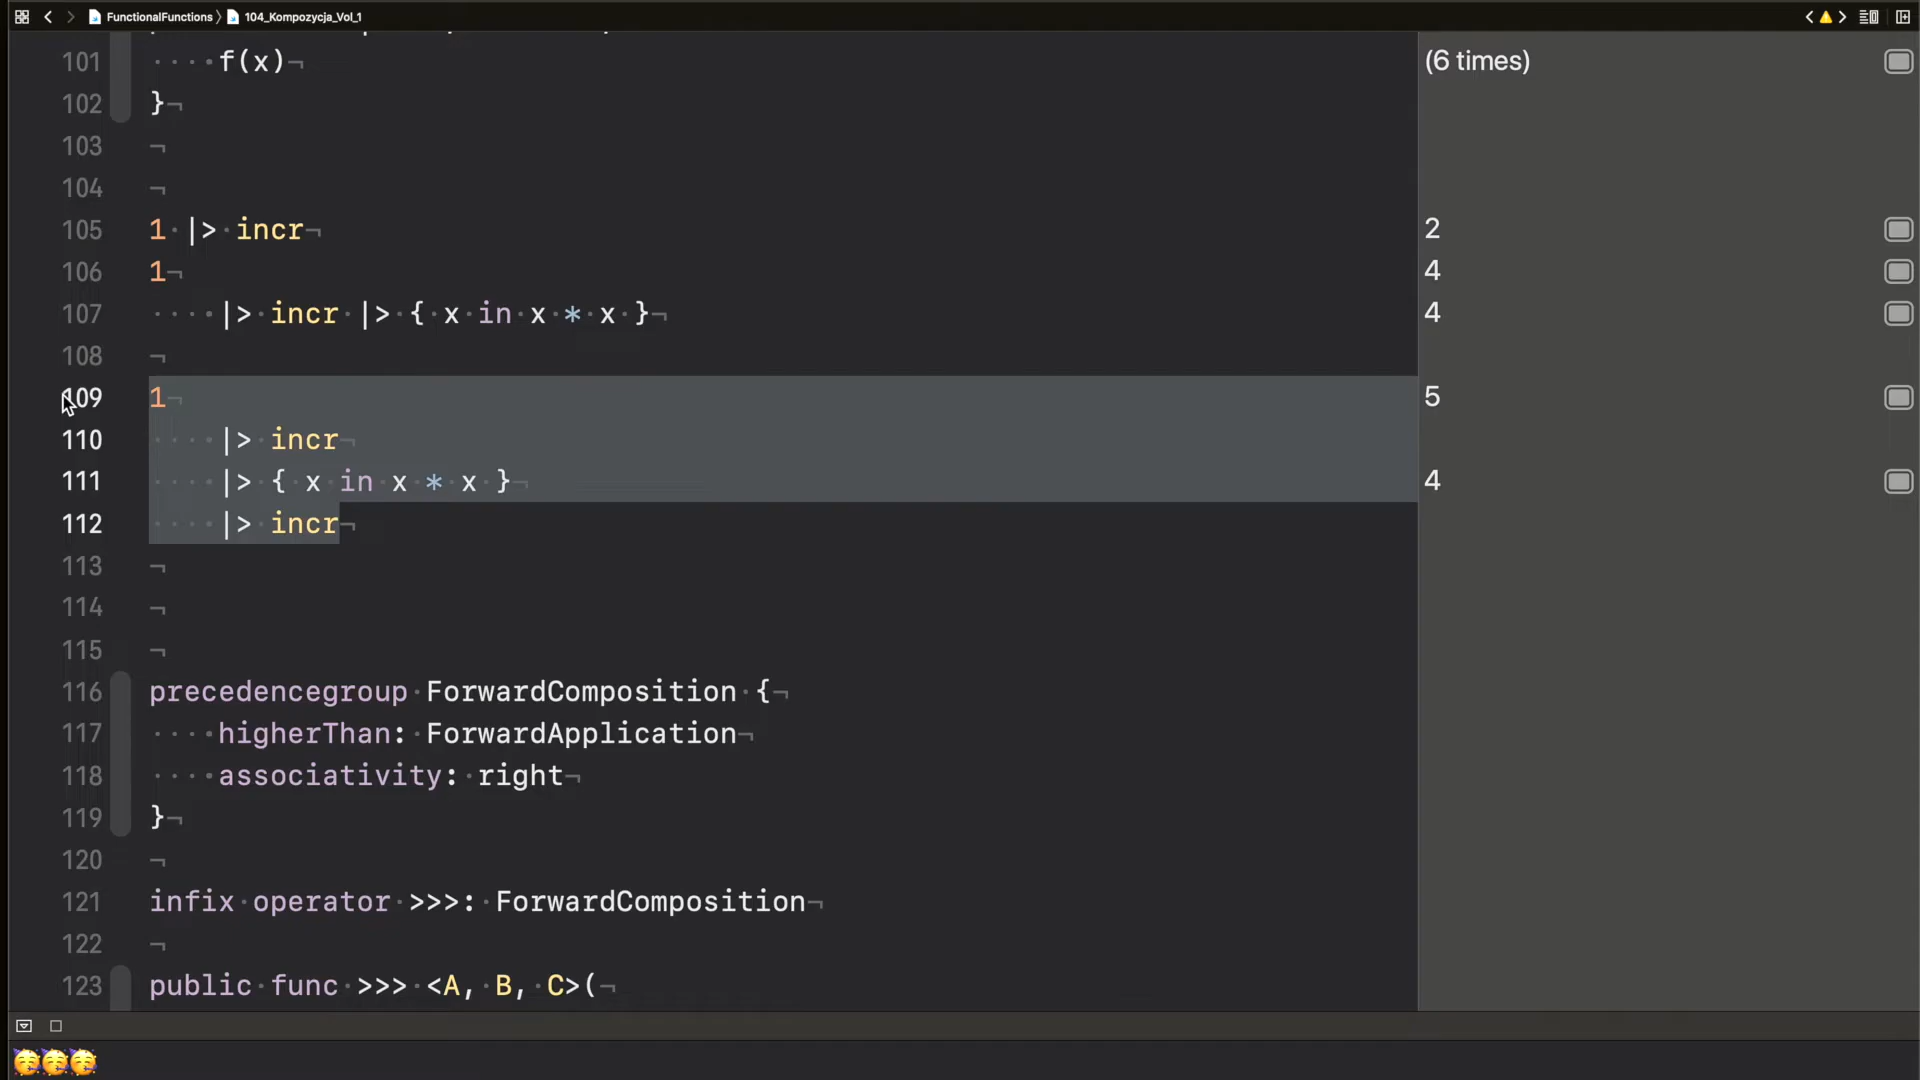 FunctionalFunctions 〉 104_Kompozycja_Vol_1
101 ····f(x)¬ (6 times)
102 }¬
103 ¬
104 ¬
105 1·|>·incr¬ 2
106 1¬ 4
107 ····|>·incr·|>·{·x·in·x·*·x·}¬ 4
108 ¬
109 1¬ 5
110 ····|>·incr¬
111 ····|>·{·x·in·x·*·x·}¬ 4
112 ····|>·incr¬
113 ¬
114 ¬
115 ¬
116 precedencegroup·ForwardComposition·{¬
117 ····higherThan:·ForwardApplication¬
118 ····associativity:·right¬
119 }¬
120 ¬
121 infix·operator·>>>:·ForwardComposition¬
122 ¬
123 public·func·>>>·<A,·B,·C>(¬
🥳🥳🥳